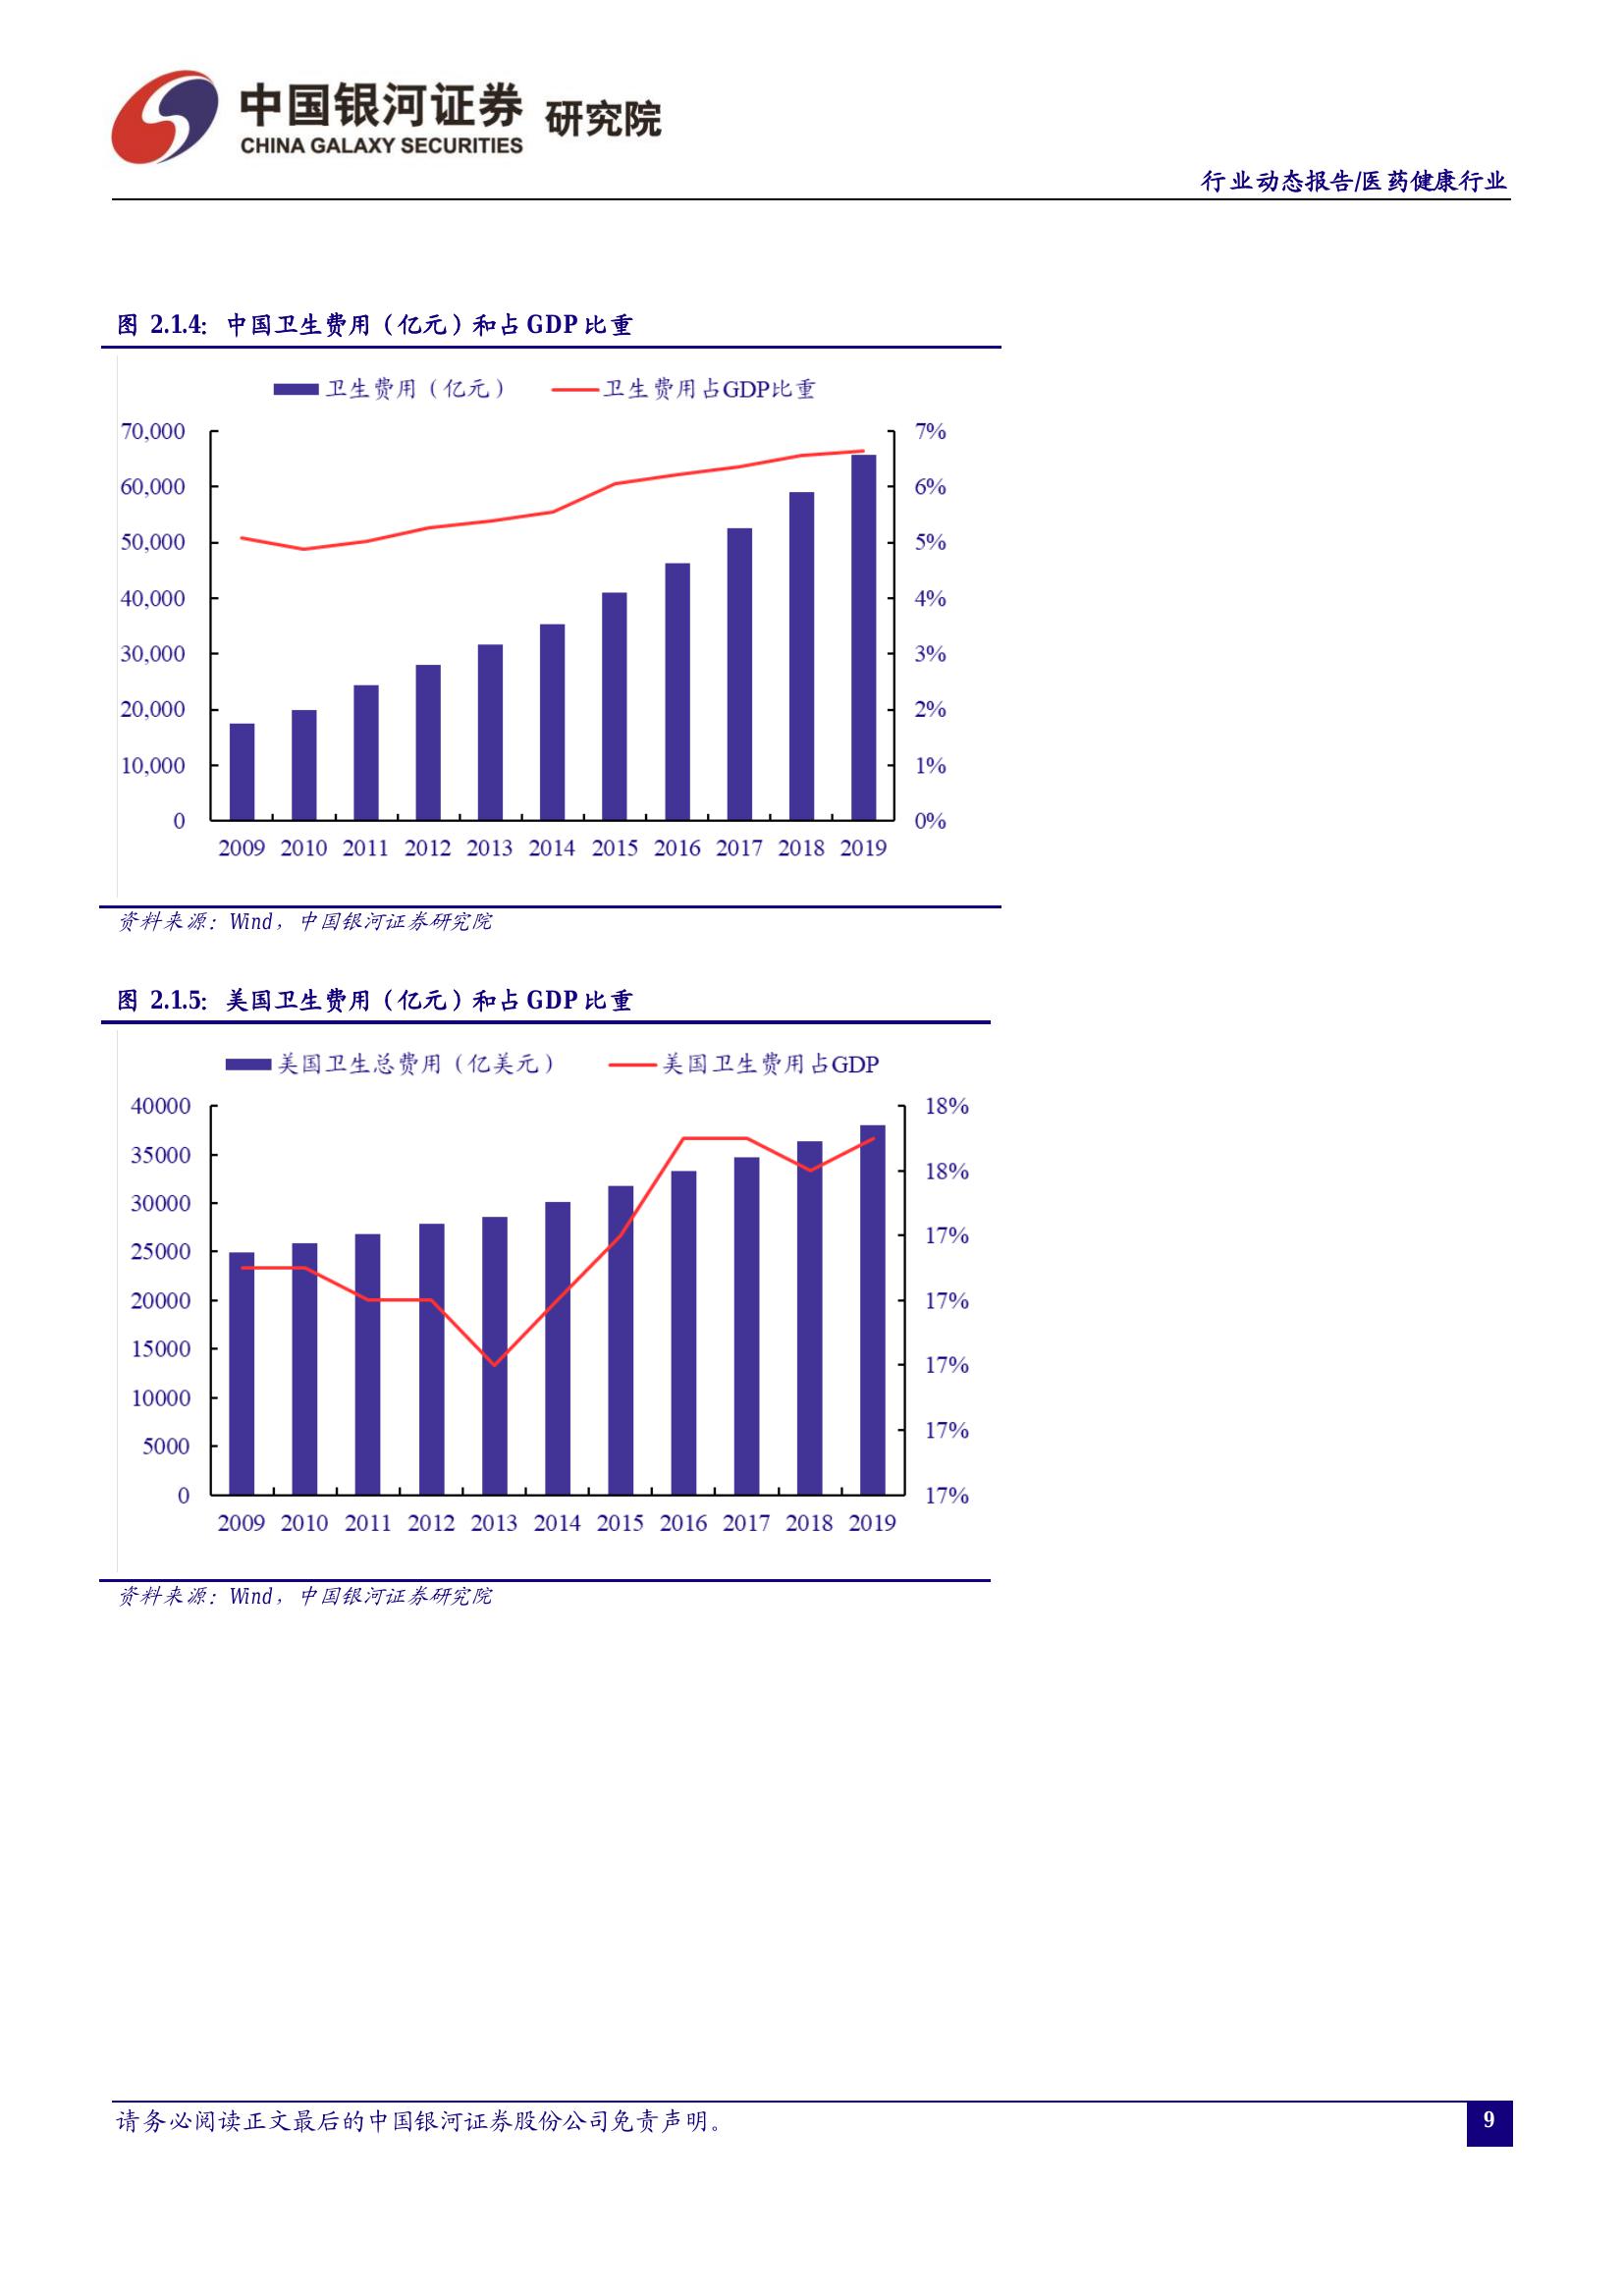 中国银河证券 研究院
CHINA GALAXY SECURITIES
行业动态报告/医药健康行业
图 2.1.4: 中国卫生费用（亿元）和占 GDP 比重
卫生费用（亿元） 卫生费用占GDP比重
70,000 7%
60,000 6%
50,000 5%
40,000 4%
30,000 3%
20,000 2%
10,000 1%
0 0%
2009 2010 2011 2012 2013 2014 2015 2016 2017 2018 2019
资料来源：Wind，中国银河证券研究院
图 2.1.5: 美国卫生费用（亿元）和占 GDP 比重
美国卫生总费用（亿美元） 美国卫生费用占GDP
40000 18%
35000
18%
30000
17%
25000
20000 17%
15000
17%
10000
17%
5000
0 17%
2009 2010 2011 2012 2013 2014 2015 2016 2017 2018 2019
资料来源：Wind，中国银河证券研究院
请务必阅读正文最后的中国银河证券股份公司免责声明。
9